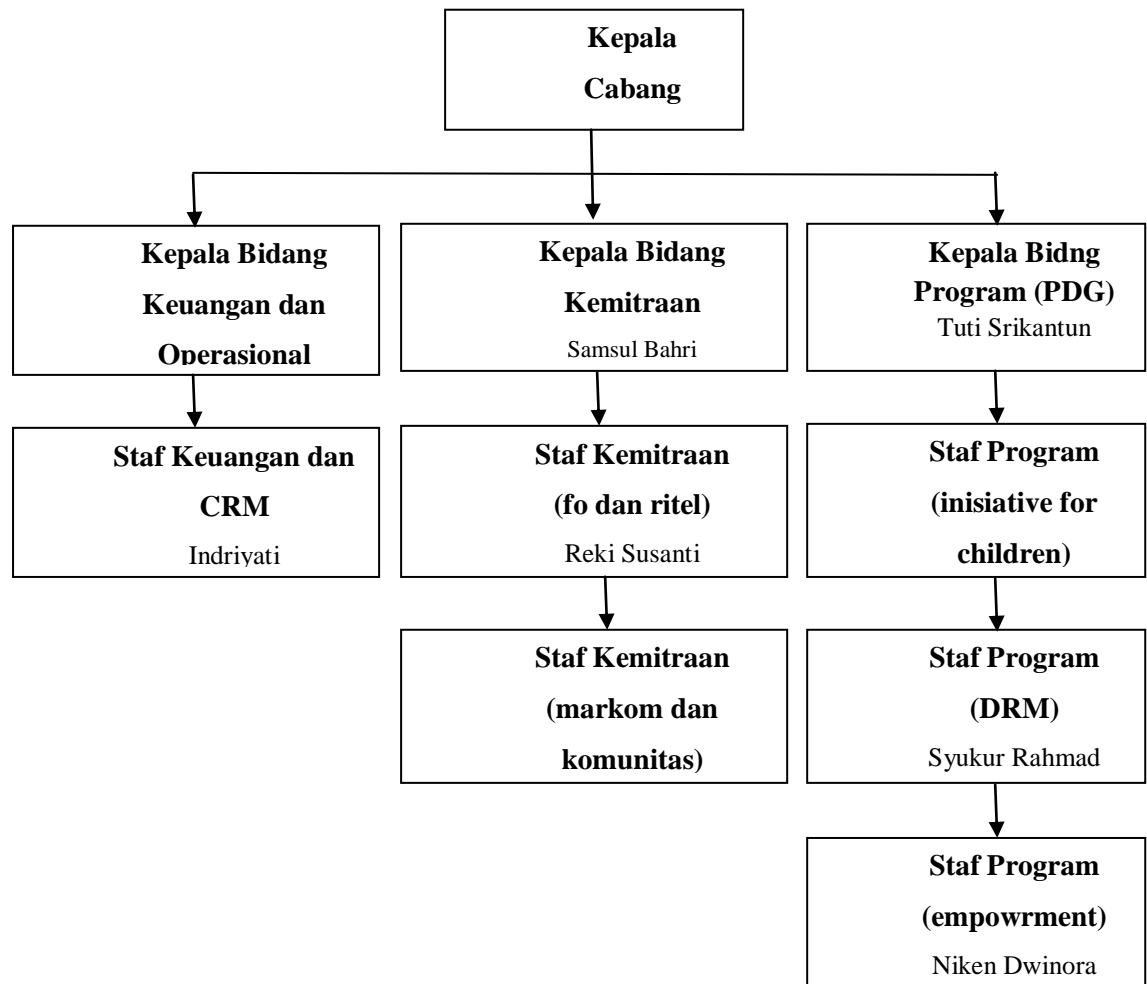 Kepala
Cabang
Kepala Bidang
Keuangan dan
Operasional
Kepala Bidang
Kemitraan
Samsul Bahri
Kepala Bidng
Program (PDG)
Tuti Srikantun
Staf Keuangan dan
CRM
Indriyati
Staf Kemitraan
(fo dan ritel)
Reki Susanti
Staf Program
(inisiative for
children)
Staf Kemitraan
(markom dan
komunitas)
Staf Program
(DRM)
Syukur Rahmad
Staf Program
(empowrment)
Niken Dwinora